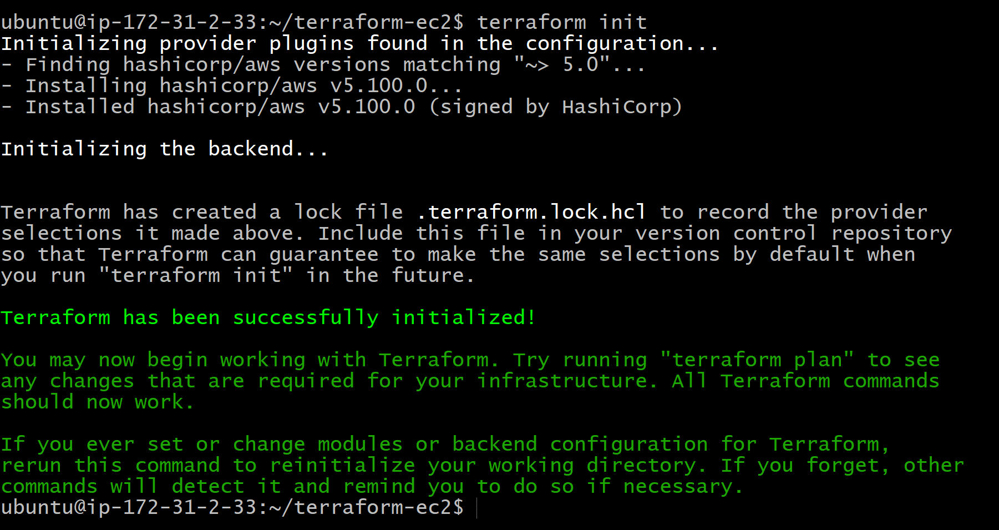 ubuntu@ip-172-31-2-33:~/terraform-ec2$ terraform init
Initializing provider plugins found in the configuration...
- Finding hashicorp/aws versions matching "~> 5.0"...
- Installing hashicorp/aws v5.100.0...
- Installed hashicorp/aws v5.100.0 (signed by HashiCorp)
Initializing the backend...
Terraform has created a lock file .terraform.lock.hcl to record the provider
selections it made above. Include this file in your version control repository
so that Terraform can guarantee to make the same selections by default when
you run "terraform init" in the future.
Terraform has been successfully initialized!
You may now begin working with Terraform. Try running "terraform plan" to see
any changes that are required for your infrastructure. All Terraform commands
should now work.
If you ever set or change modules or backend configuration for Terraform,
rerun this command to reinitialize your working directory. If you forget, other
commands will detect it and remind you to do so if necessary.
ubuntu@ip-172-31-2-33:~/terraform-ec2$